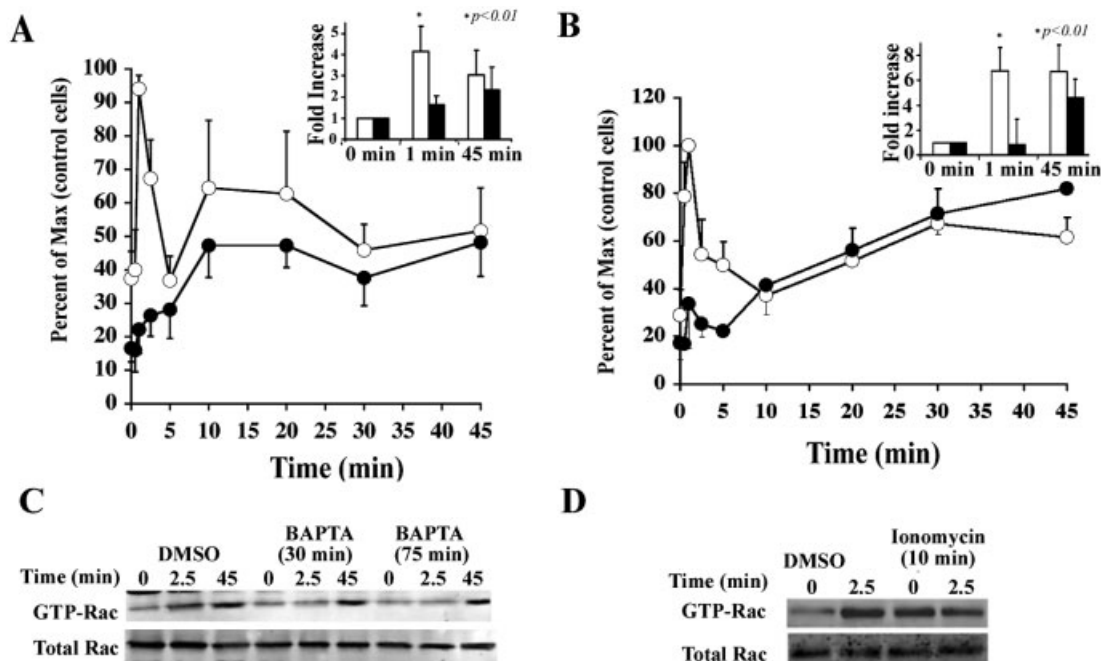 A
*p<0.01
Fold Increase
5
4
3
2
1
0
0 min 1 min 45 min
*
Percent of Max (control cells)
100
90
80
70
60
50
40
30
20
10
0
0 5 10 15 20 25 30 35 40 45
Time (min)
B
*p<0.01
Fold increase
8
6
4
2
0
0 min 1 min 45 min
*
Percent of Max (control cells)
120
100
80
60
40
20
0
0 5 10 15 20 25 30 35 40 45
Time (min)
C
DMSO BAPTA (30 min) BAPTA (75 min)
Time (min) 0 2.5 45 0 2.5 45 0 2.5 45
GTP-Rac
Total Rac
D
DMSO Ionomycin (10 min)
Time (min) 0 2.5 0 2.5
GTP-Rac
Total Rac